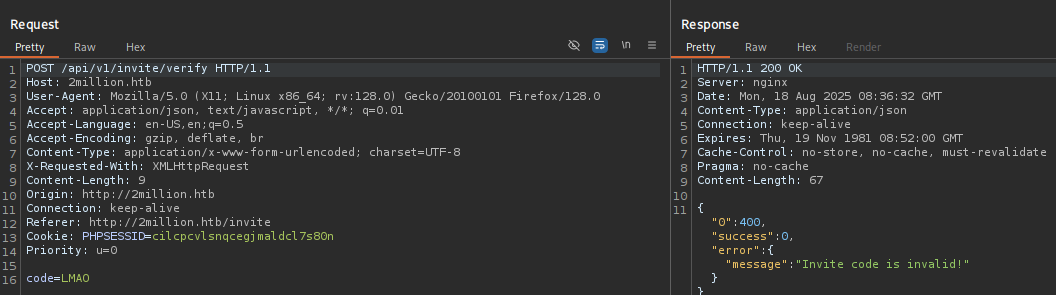 Request
Pretty Raw Hex
\n
1 POST /api/v1/invite/verify HTTP/1.1
2 Host: 2million.htb
3 User-Agent: Mozilla/5.0 (X11; Linux x86_64; rv:128.0) Gecko/20100101 Firefox/128.0
4 Accept: application/json, text/javascript, */*; q=0.01
5 Accept-Language: en-US,en;q=0.5
6 Accept-Encoding: gzip, deflate, br
7 Content-Type: application/x-www-form-urlencoded; charset=UTF-8
8 X-Requested-With: XMLHttpRequest
9 Content-Length: 9
10 Origin: http://2million.htb
11 Connection: keep-alive
12 Referer: http://2million.htb/invite
13 Cookie: PHPSESSID=cilcpcvlsnqcegjmaldcl7s80n
14 Priority: u=0
15
16 code=LMAO
Response
Pretty Raw Hex Render
1 HTTP/1.1 200 OK
2 Server: nginx
3 Date: Mon, 18 Aug 2025 08:36:32 GMT
4 Content-Type: application/json
5 Connection: keep-alive
6 Expires: Thu, 19 Nov 1981 08:52:00 GMT
7 Cache-Control: no-store, no-cache, must-revalidate
8 Pragma: no-cache
9 Content-Length: 67
10
11 {
"0":400,
"success":0,
"error":{
"message":"Invite code is invalid!"
}
}